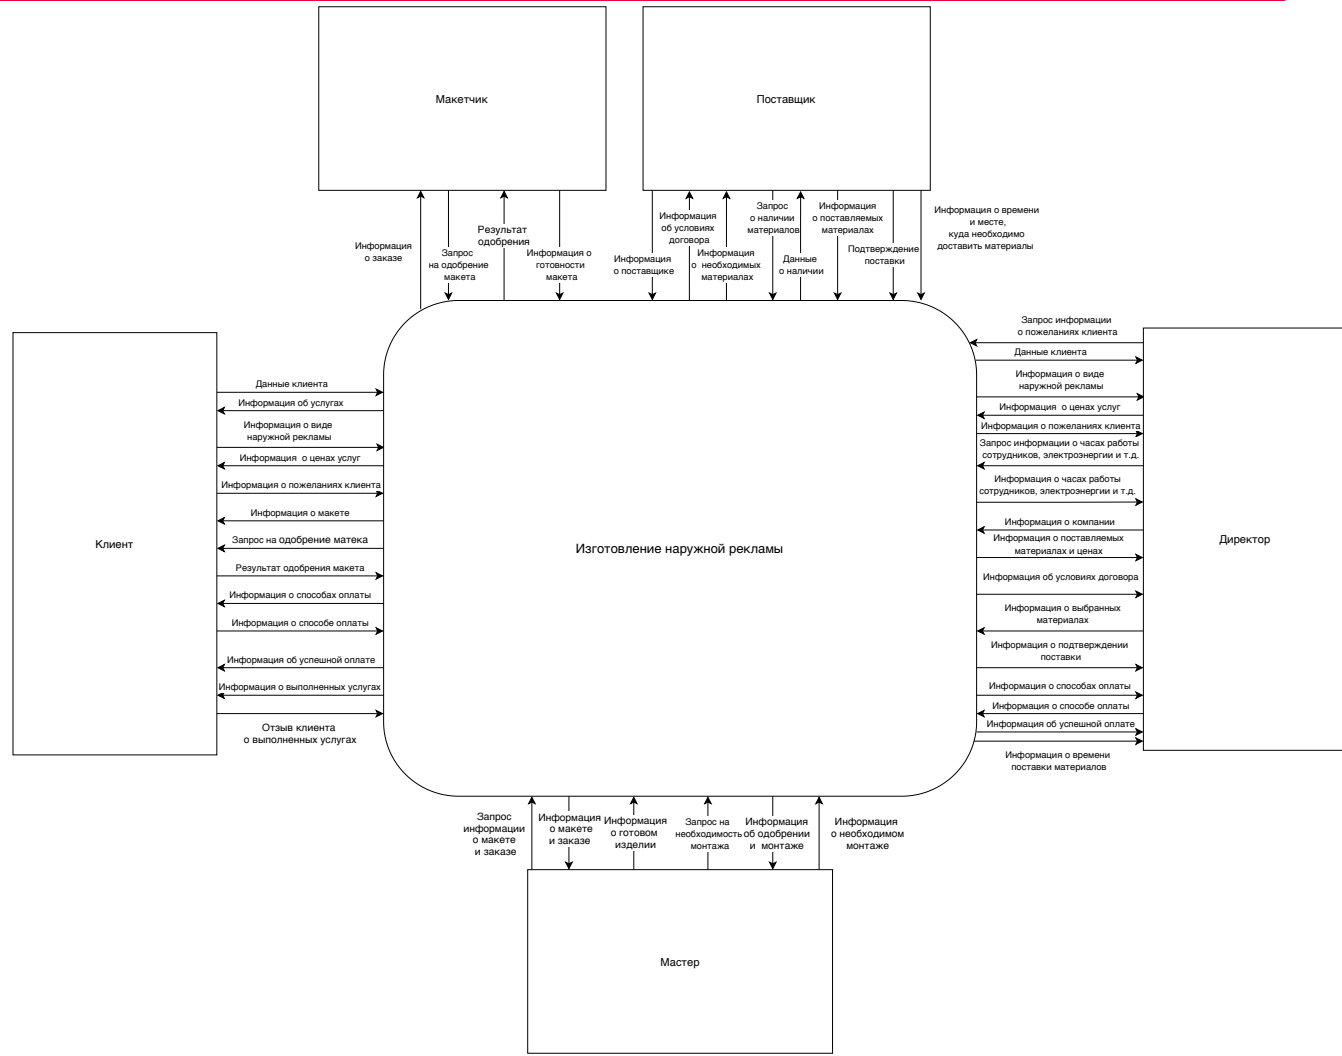 Макетчик
Поставщик
Информация
о заказе
Запрос
на одобрение
макета
Результат
одобрения
Информация о
готовности
макета
Информация
о поставщике
Информация
об условиях
договора
Информация
о необходимых
материалах
Запрос
о наличии
материалов
Данные
о наличии
Информация
о поставляемых
материалах
Подтверждение
поставки
Информация о времени
и месте,
куда необходимо
доставить материалы
Клиент
Данные клиента
Информация об услугах
Информация о виде
наружной рекламы
Информация о ценах услуг
Информация о пожеланиях клиента
Информация о макете
Запрос на одобрение матека
Результат одобрения макета
Информация о способах оплаты
Информация о способе оплаты
Информация об успешной оплате
Информация о выполненных услугах
Отзыв клиента
о выполненных услугах
Изготовление наружной рекламы
Запрос информации
о пожеланиях клиента
Данные клиента
Информация о виде
наружной рекламы
Информация о ценах услуг
Информация о пожеланиях клиента
Запрос информации о часах работы
сотрудников, электроэнергии и т.д.
Информация о часах работы
сотрудников, электроэнергии и т.д.
Информация о компании
Информация о поставляемых
материалах и ценах
Информация об условиях договора
Информация о выбранных
материалах
Информация о подтверждении
поставки
Информация о способах оплаты
Информация о способе оплаты
Информация об успешной оплате
Информация о времени
поставки материалов
Директор
Запрос
информации
о макете
и заказе
Информация
о макете
и заказе
Информация
о готовом
изделии
Запрос на
необходимость
монтажа
Информация
об одобрении
и монтаже
Информация
о необходимом
монтаже
Мастер